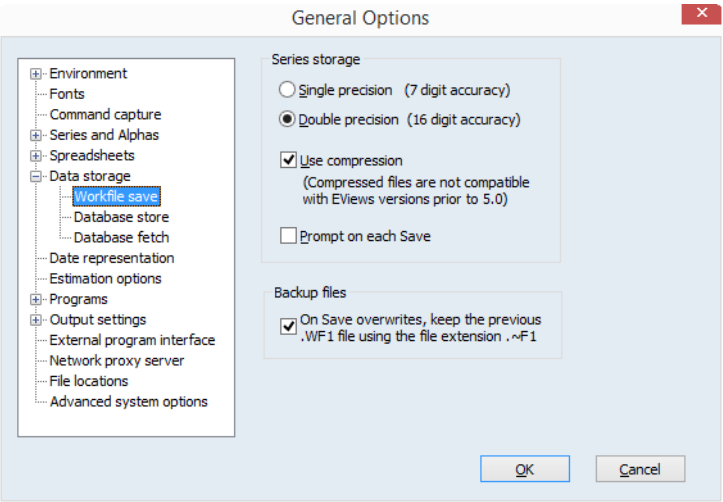 General Options
Environment
Fonts
Command capture
Series and Alphas
Spreadsheets
Data storage
Workfile save
Database store
Database fetch
Date representation
Estimation options
Programs
Output settings
External program interface
Network proxy server
File locations
Advanced system options
Series storage
Single precision (7 digit accuracy)
Double precision (16 digit accuracy)
Use compression
(Compressed files are not compatible
with EViews versions prior to 5.0)
Prompt on each Save
Backup files
On Save overwrites, keep the previous
.WF1 file using the file extension .~F1
OK
Cancel